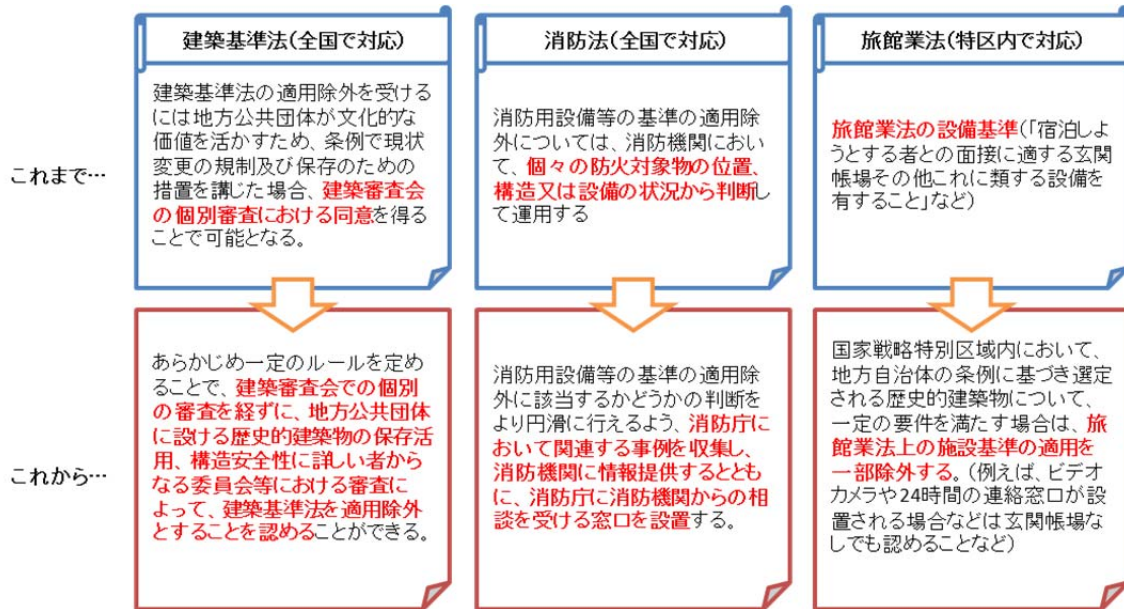 建築基準法(全国で対応)
消防法(全国で対応)
旅館業法(特区内で対応)
これまで…
建築基準法の適用除外を受ける
には地方公共団体が文化的な
価値を活かすため、条例で現状
変更の規制及び保存のための
措置を講じた場合、建築審査会
の個別審査における同意を得る
ことで可能となる。
消防用設備等の基準の適用除
外については、消防機関におい
て、個々の防火対象物の位置、
構造又は設備の状況から判断し
て運用する
旅館業法の設備基準(「宿泊しよ
うとする者との面接に適する玄関
帳場その他これに類する設備を
有すること」など)
これから…
あらかじめ一定のルールを定め
ることで、建築審査会での個別
の審査を経ずに、地方公共団体
に設ける歴史的建築物の保存活
用、構造安全性に詳しい者から
なる委員会等における審査に
よって、建築基準法を適用除外
とすることを認めることができる。
消防用設備等の基準の適用除
外に該当するかどうかの判断を
より円滑に行えるよう、消防庁に
おいて関連する事例を収集し、
消防機関に情報提供するととも
に、消防庁に消防機関からの相
談を受ける窓口を設置する。
国家戦略特別区域内において、
地方自治体の条例に基づき選定
される歴史的建築物について、
一定の要件を満たす場合は、旅
館業法上の施設基準の適用を
一部除外する。(例えば、ビデオ
カメラや24時間の連絡窓口が設
置される場合などは玄関帳場な
しでも認めることなど)